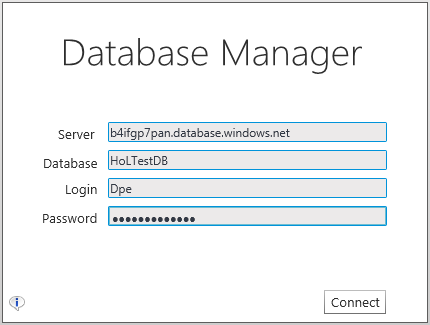 Database Manager
Server b4ifgp7pan.database.windows.net
Database HoLTestDB
Login Dpe
Password •••••••••••••
Connect